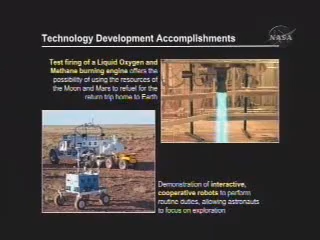 Technology Development Accomplishments
NASA
Test firing of a Liquid Oxygen and
Methane burning engine offers the
possibility of using the resources of
the Moon and Mars to refuel for the
return trip home to Earth
Demonstration of interactive,
cooperative robots to perform
routine duties, allowing astronauts
to focus on exploration